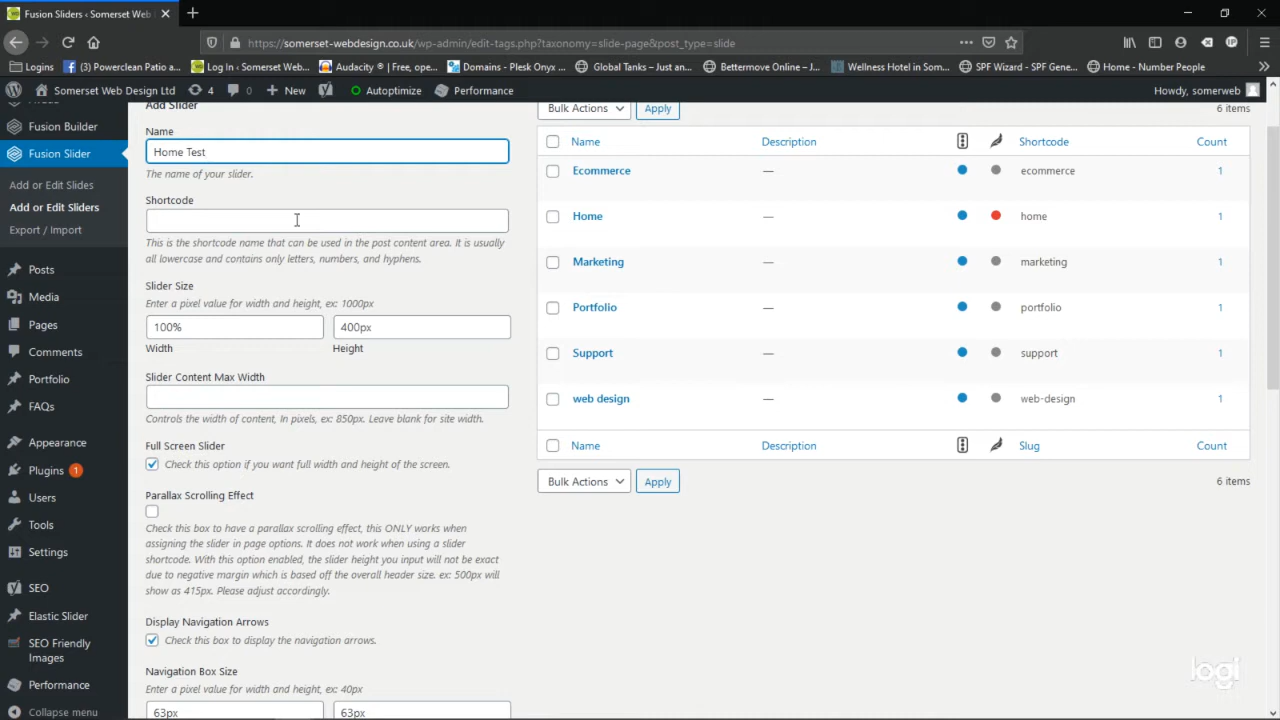 Fusion Sliders ‹ Somerset Web
https://somerset-webdesign.co.uk/wp-admin/edit-tags.php?taxonomy=slide-page&post_type=slide
Logins
(3) Powerclean Patio a...
Log In ‹ Somerset Web...
Audacity ® | Free, ope...
Domains - Plesk Onyx ...
Global Tanks – Just an...
Bettermove Online – J...
Wellness Hotel in Som...
SPF Wizard - SPF Gene...
Home - Number People
Somerset Web Design Ltd
4
0
New
Autoptimize
Performance
Howdy, someweb
Fusion Builder
Fusion Slider
Add or Edit Slides
Add or Edit Sliders
Export / Import
Posts
Media
Pages
Comments
Portfolio
FAQs
Appearance
Plugins 1
Users
Tools
Settings
SEO
Elastic Slider
SEO Friendly
Images
Performance
Collapse menu
Add Slider
Name
Home Test
The name of your slider.
Shortcode
This is the shortcode name that can be used in the post content area. It is usually
all lowercase and contains only letters, numbers, and hyphens.
Slider Size
Enter a pixel value for width and height, ex: 1000px
100% 400px
Width Height
Slider Content Max Width
Controls the width of content, In pixels, ex: 850px. Leave blank for site width.
Full Screen Slider
Check this option if you want full width and height of the screen.
Parallax Scrolling Effect
Check this box to have a parallax scrolling effect, this ONLY works when
assigning the slider in page options. It does not work when using a slider
shortcode. With this option enabled, the slider height you input will not be exact
due to negative margin which is based off the overall header size. ex: 500px will
show as 415px. Please adjust accordingly.
Display Navigation Arrows
Check this box to display the navigation arrows.
Navigation Box Size
Enter a pixel value for width and height, ex: 40px
63px 63px
Bulk Actions Apply 6 items
Name Description Shortcode Count
Ecommerce — ecommerce 1
Home — home 1
Marketing — marketing 1
Portfolio — portfolio 1
Support — support 1
web design — web-design 1
Name Description Slug Count
Bulk Actions Apply 6 items
logi